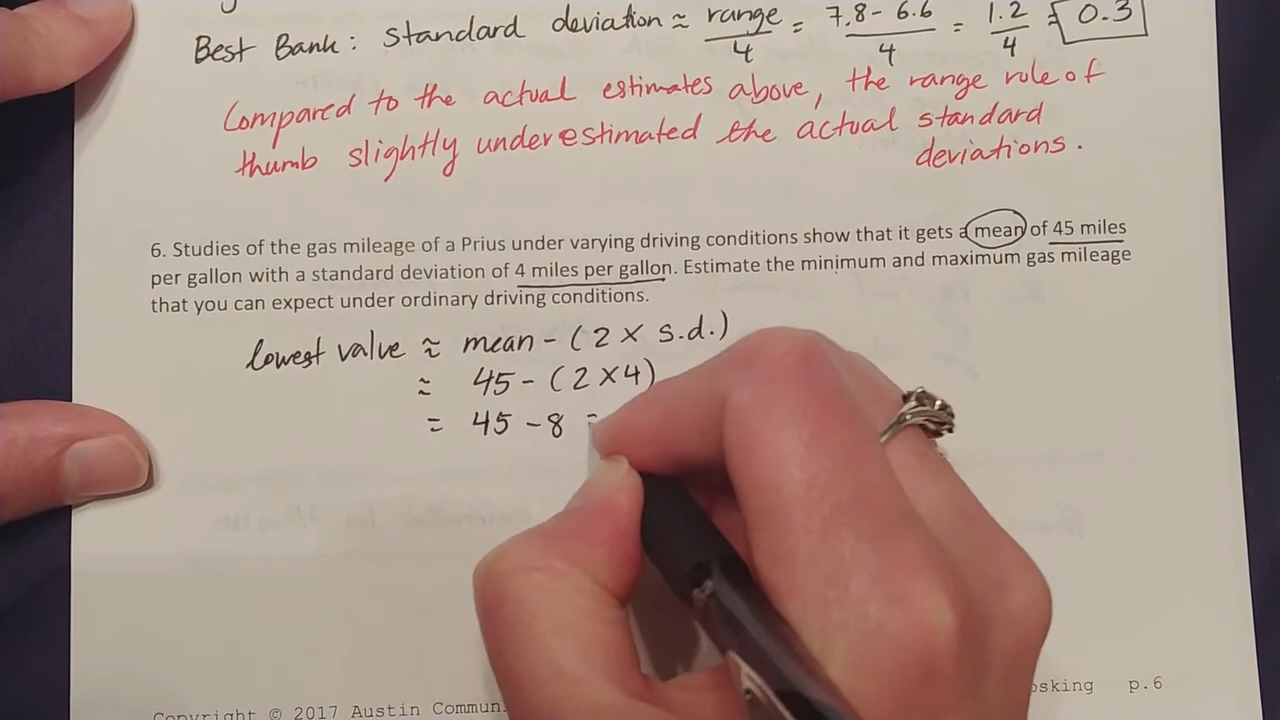 Best Bank: Standard deviation ≈ range/4 = 7.8 - 6.6/4 = 1.2/4 = 0.3
Compared to the actual estimates above, the range rule of
thumb slightly underestimated the actual standard
deviations.
6. Studies of the gas mileage of a Prius under varying driving conditions show that it gets a mean of 45 miles
per gallon with a standard deviation of 4 miles per gallon. Estimate the minimum and maximum gas mileage
that you can expect under ordinary driving conditions.
lowest value ≈ mean - (2 × s.d.)
≈ 45 - (2×4)
= 45 - 8 =
osking p.6
Copyright © 2017 Austin Commun